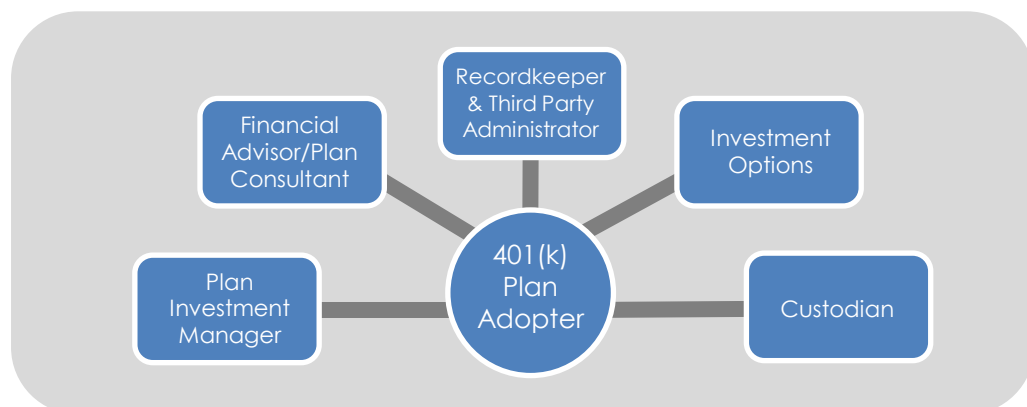 Recordkeeper
& Third Party
Administrator
Financial
Advisor/Plan
Consultant
Investment
Options
401(k)
Plan
Adopter
Plan
Investment
Manager
Custodian